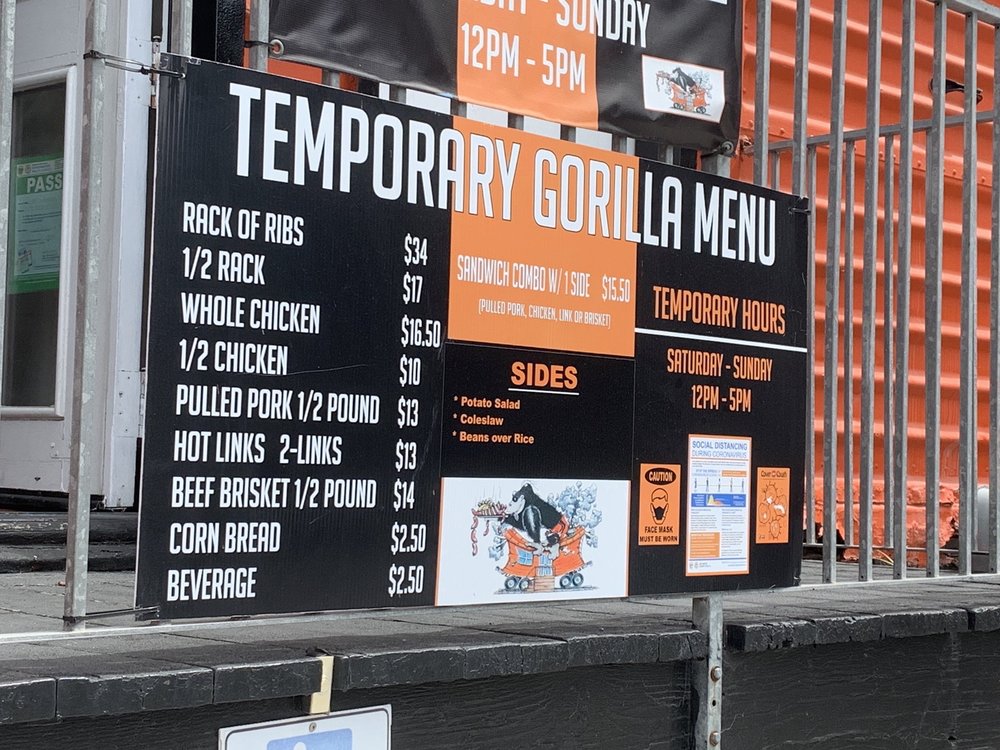 SUNDAY
12PM - 5PM
PASS
TEMPORARY GORILLA MENU
RACK OF RIBS $34
1/2 RACK $17
WHOLE CHICKEN $16.50
1/2 CHICKEN $10
PULLED PORK 1/2 POUND $13
HOT LINKS 2-LINKS $13
BEEF BRISKET 1/2 POUND $14
CORN BREAD $2.50
BEVERAGE $2.50
SANDWICH COMBO W/ 1 SIDE $15.50
(PULLED PORK, CHICKEN, LINK OR BRISKET)
SIDES
* Potato Salad
* Coleslaw
* Beans over Rice
TEMPORARY HOURS
SATURDAY - SUNDAY
12PM - 5PM
CAUTION
FACE MASK
MUST BE WORN
SOCIAL DISTANCING
DURING CORONAVIRUS